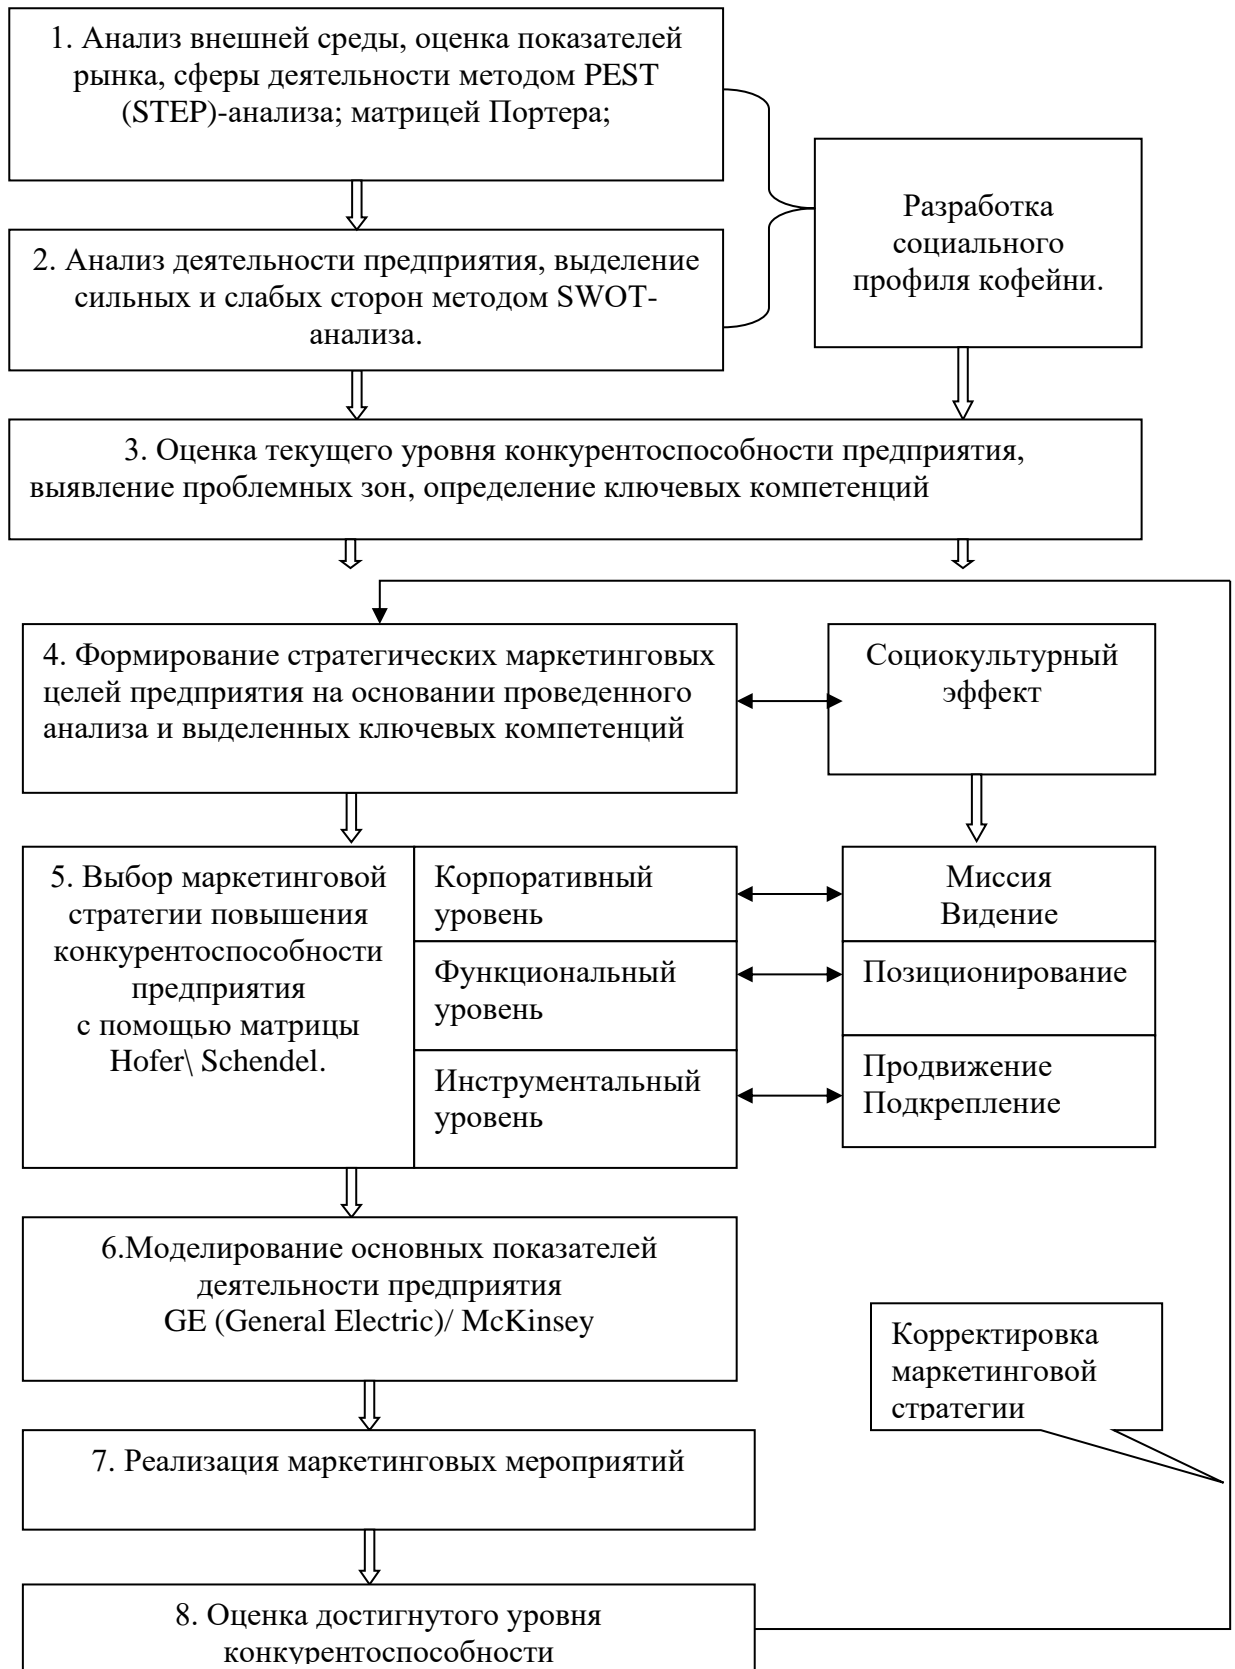 1. Анализ внешней среды, оценка показателей
рынка, сферы деятельности методом PEST
(STEP)-анализа; матрицей Портера;
Разработка
социального
профиля кофейни.
2. Анализ деятельности предприятия, выделение
сильных и слабых сторон методом SWOT-
анализа.
3. Оценка текущего уровня конкурентоспособности предприятия,
выявление проблемных зон, определение ключевых компетенций
4. Формирование стратегических маркетинговых
целей предприятия на основании проведенного
анализа и выделенных ключевых компетенций
Социокультурный
эффект
5. Выбор маркетинговой
стратегии повышения
конкурентоспособности
предприятия
с помощью матрицы
Hofer\ Schendel.
Корпоративный
уровень
Миссия
Видение
Функциональный
уровень
Позиционирование
Инструментальный
уровень
Продвижение
Подкрепление
6.Моделирование основных показателей
деятельности предприятия
GE (General Electric)/ McKinsey
Корректировка
маркетинговой
стратегии
7. Реализация маркетинговых мероприятий
8. Оценка достигнутого уровня
конкурентоспособности